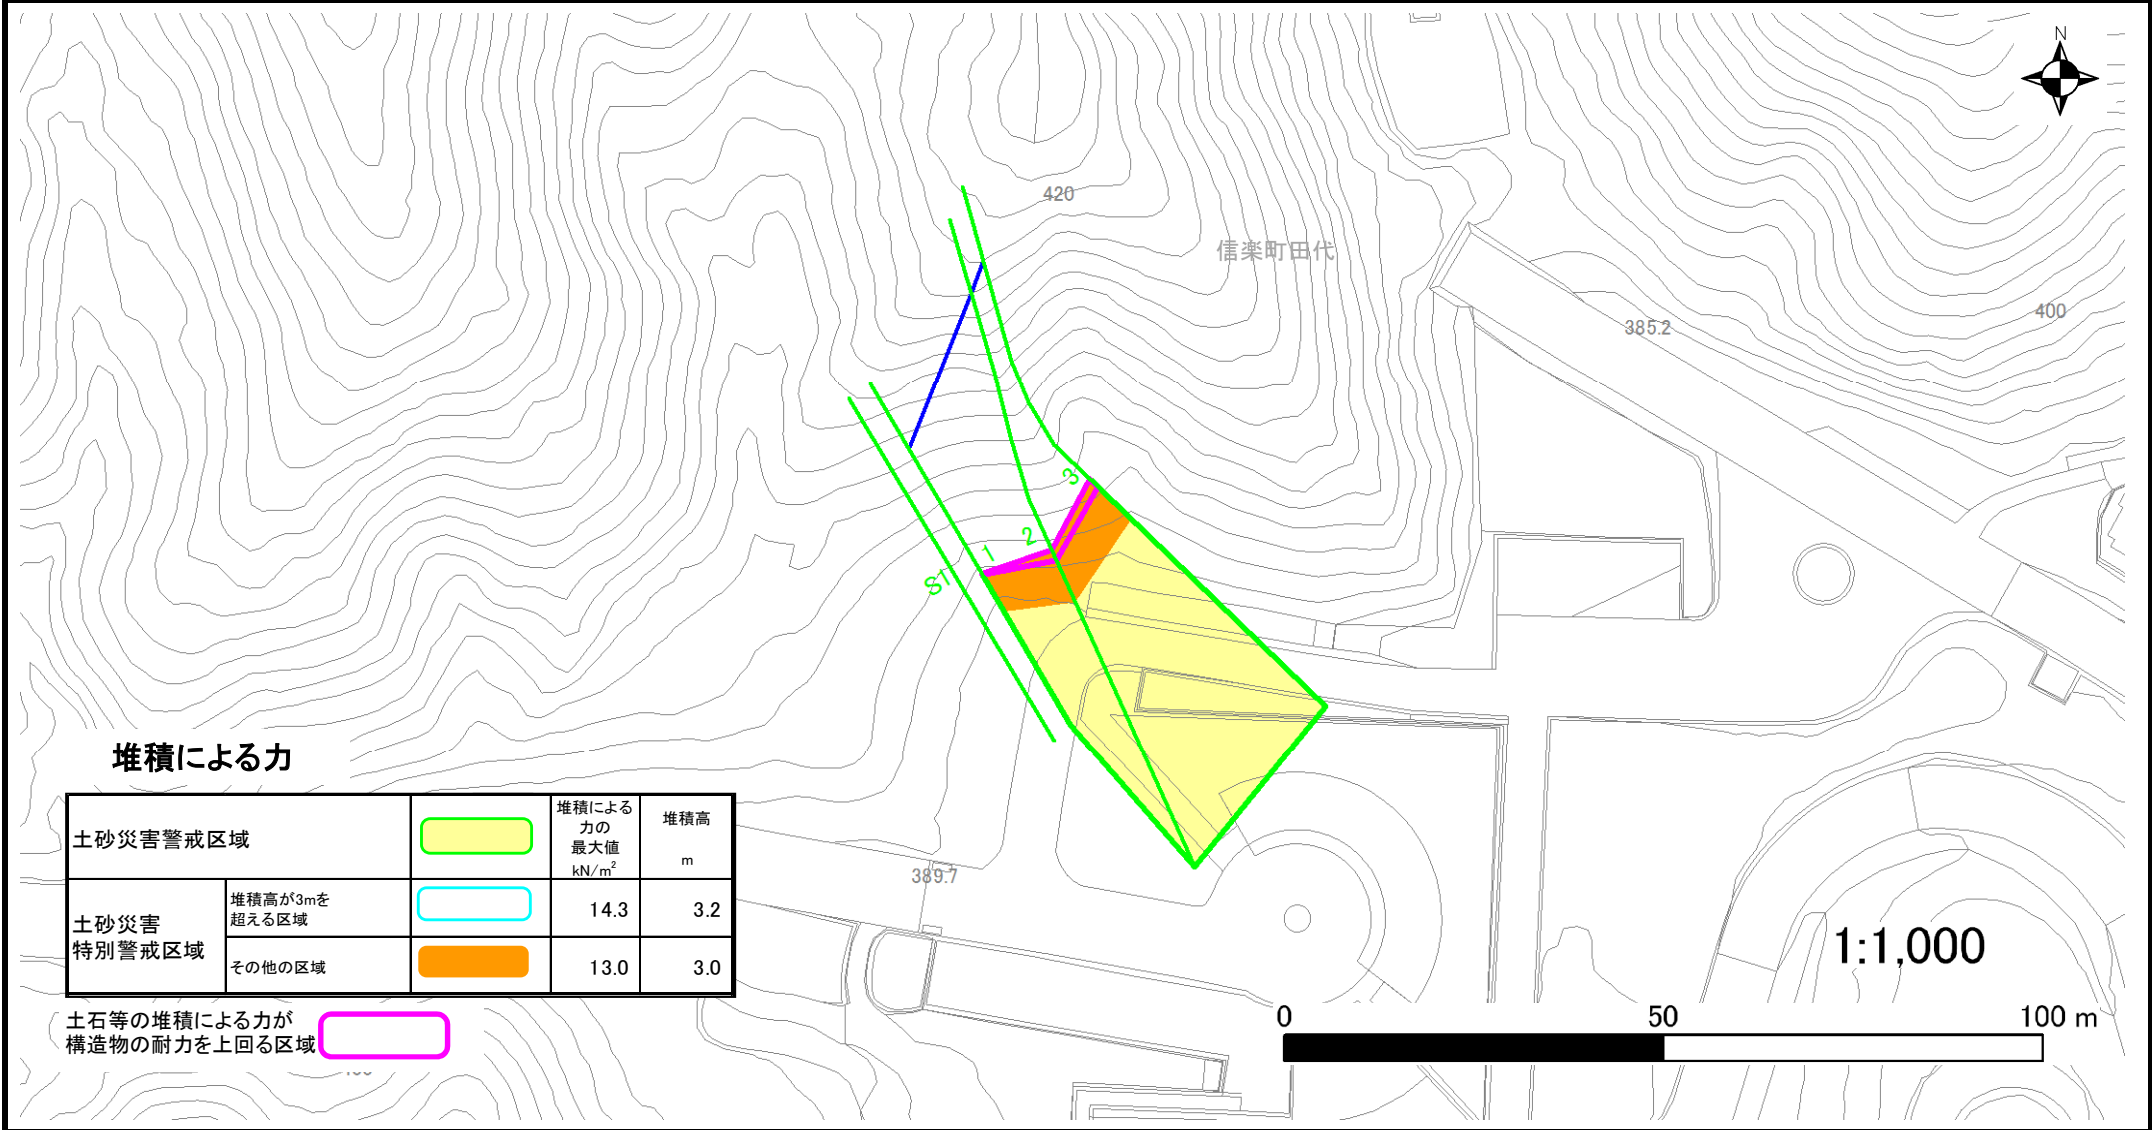 N
420
信楽町田代
385.2
400
3
2
1
S1
389.7
堆積による力
土砂災害警戒区域
堆積による
力の
最大値
kN/m²
堆積高
m
土砂災害
特別警戒区域
堆積高が3mを
超える区域
14.3
3.2
その他の区域
13.0
3.0
土石等の堆積による力が
構造物の耐力を上回る区域
1:1,000
0
50
100 m